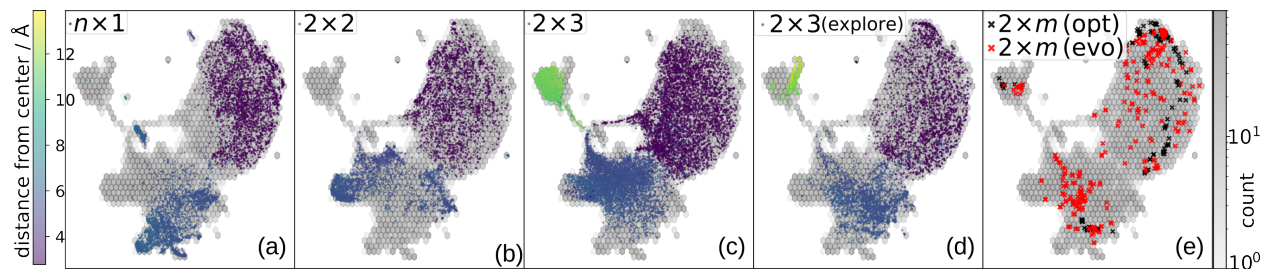 distance from center / Å
12
10
8
6
4
n×1
(a)
2×2
(b)
2×3
(c)
2×3(explore)
(d)
2×m(opt)
2×m(evo)
(e)
10¹
10⁰
count